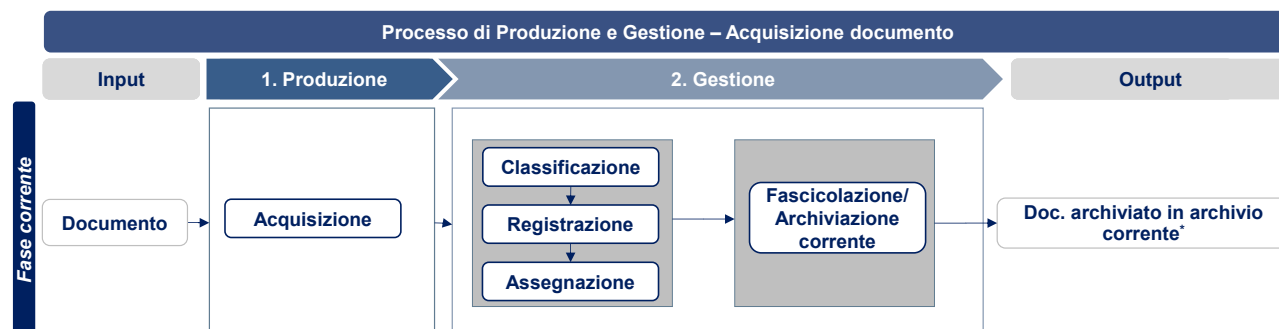 Processo di Produzione e Gestione – Acquisizione documento
Input
1. Produzione
2. Gestione
Output
Fase corrente
Documento
Acquisizione
Classificazione
Registrazione
Assegnazione
Fascicolazione/
Archiviazione
corrente
Doc. archiviato in archivio
corrente*